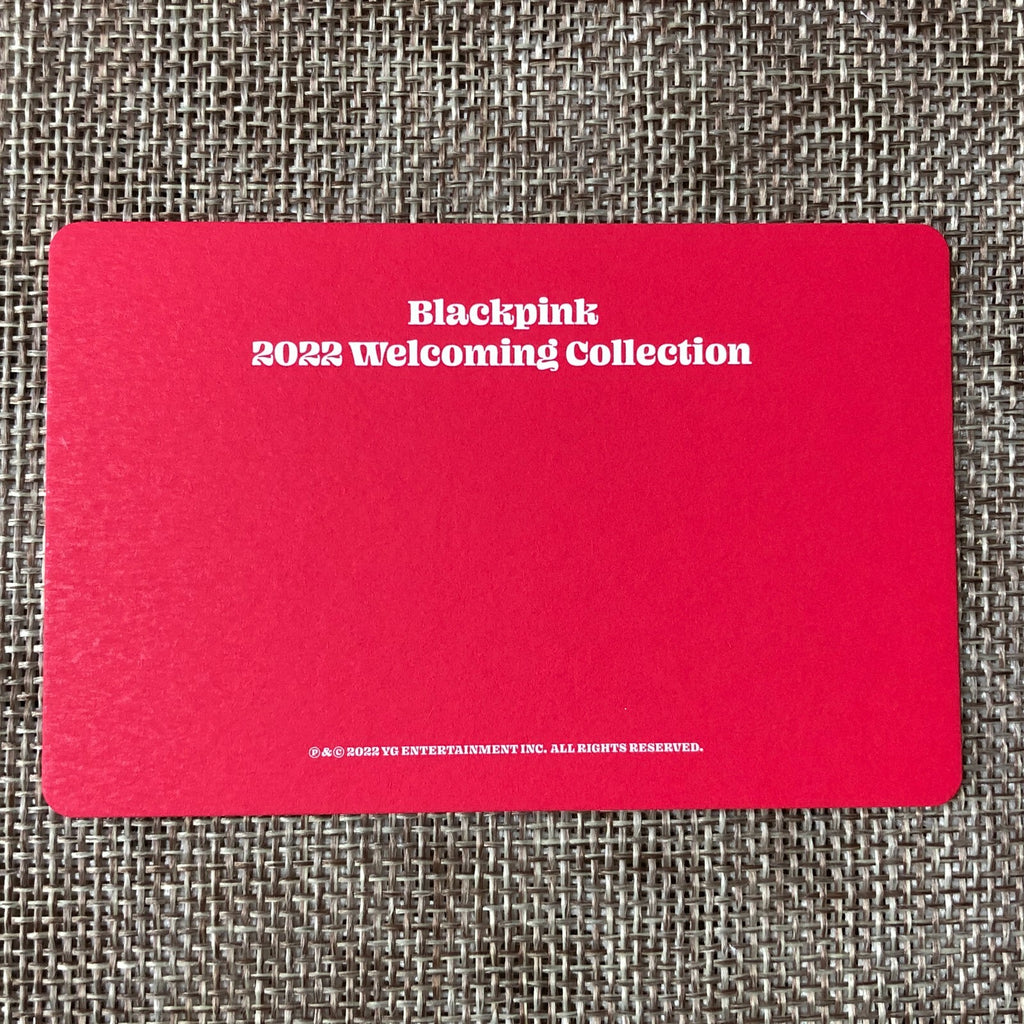 Blackpink
2022 Welcoming Collection
℗ & © 2022 YG ENTERTAINMENT INC. ALL RIGHTS RESERVED.